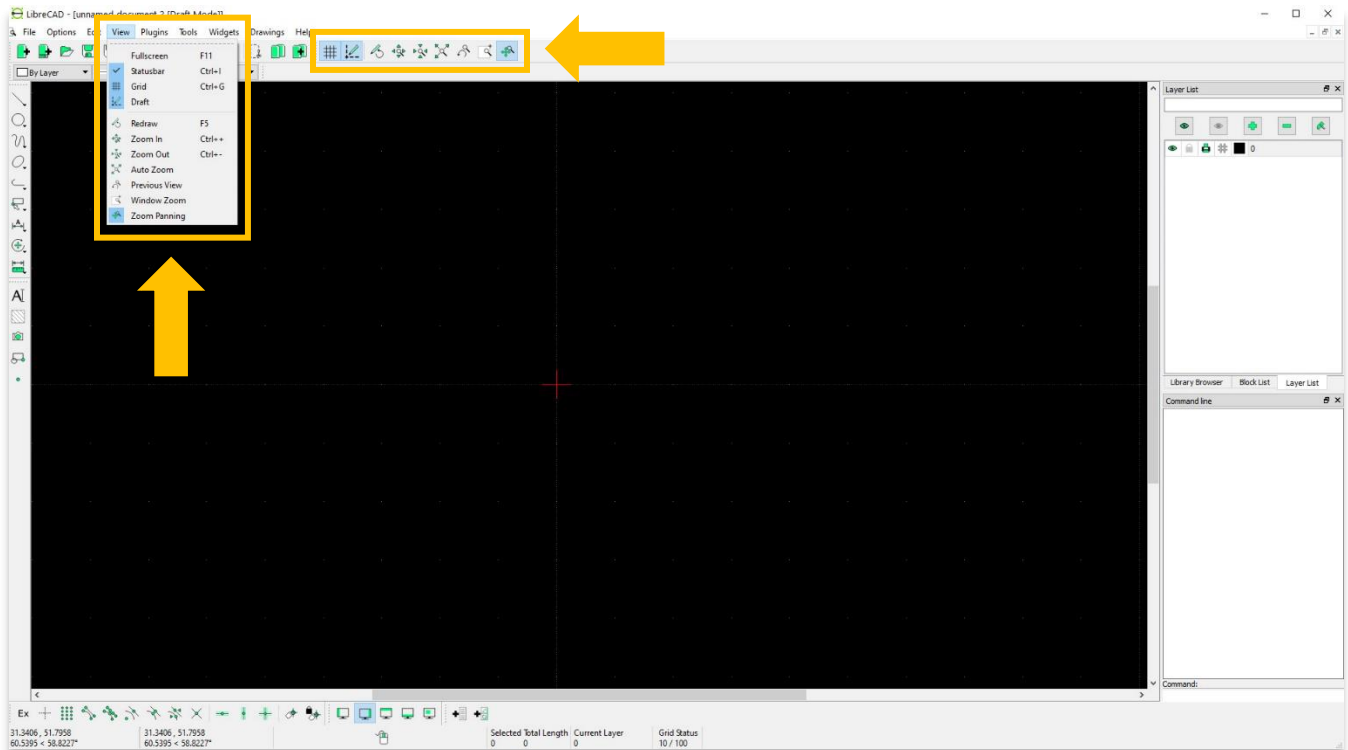 LibreCAD - [unnamed document 2 [Draft Mode]]
File Options View Plugins Tools Widgets Drawings
By Layer
Fullscreen F11
Statusbar Ctrl+I
Grid Ctrl+G
Draft
Redraw F5
Zoom In Ctrl++
Zoom Out Ctrl+-
Auto Zoom
Previous View
Window Zoom
Zoom Panning
A
Layer List
0
Library Browser Block List Layer List
Command line
Command:
Ex
31.3406 , 51.7958 31.3406 , 51.7958 Selected Total Length Current Layer Grid Status
60.5395 < 58.8227° 60.5395 < 58.8227° 0 0 0 10 / 100